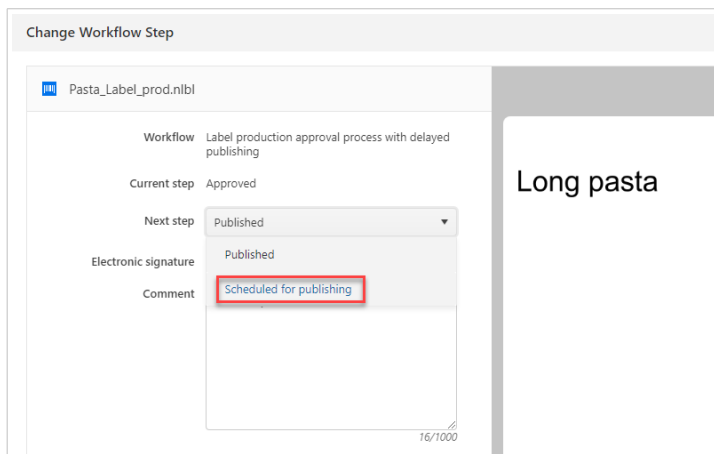 Change Workflow Step
Pasta_Label_prod.nlbl
Workflow Label production approval process with delayed
publishing
Current step Approved
Next step Published
Published
Electronic signature
Scheduled for publishing
Comment
16/1000
Long pasta